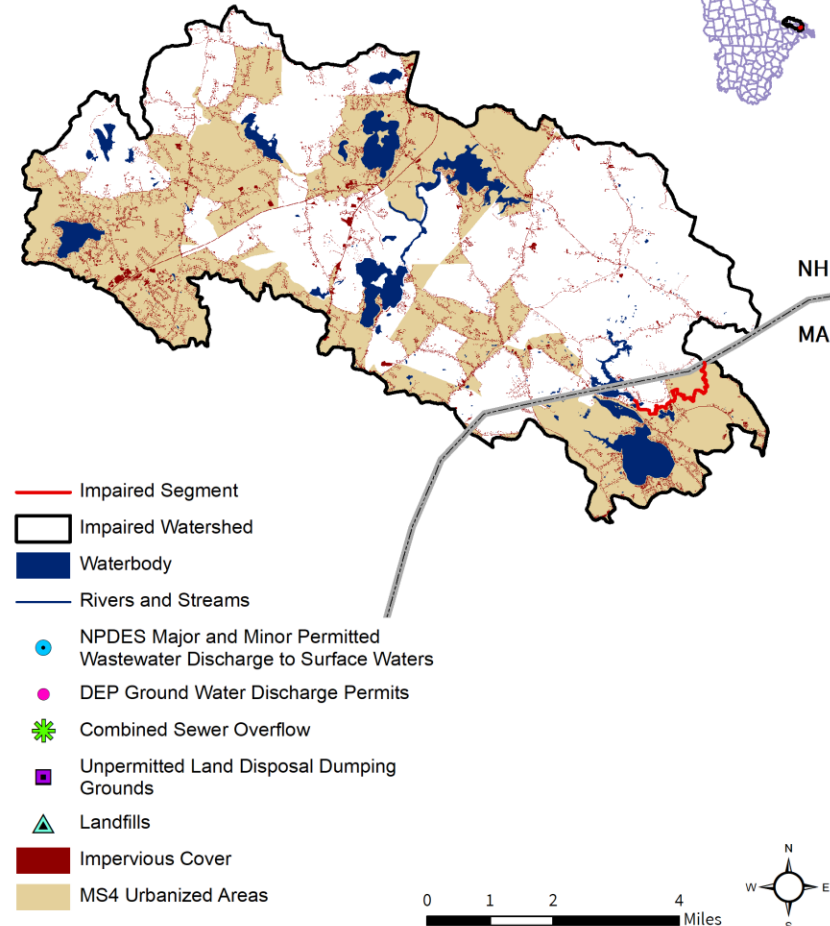 NH
MA
Impaired Segment
Impaired Watershed
Waterbody
Rivers and Streams
NPDES Major and Minor Permitted
Wastewater Discharge to Surface Waters
DEP Ground Water Discharge Permits
Combined Sewer Overflow
Unpermitted Land Disposal Dumping
Grounds
Landfills
Impervious Cover
MS4 Urbanized Areas
0 1 2 4
Miles
N
W E
S